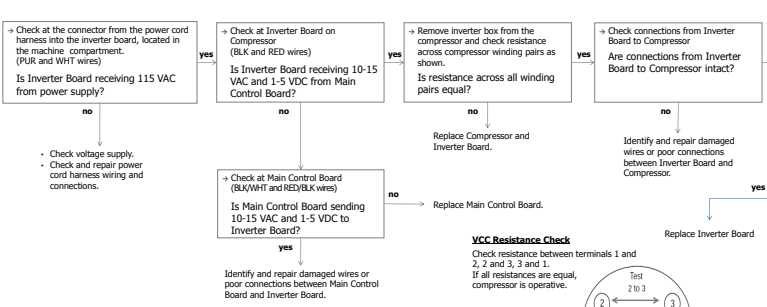 → Check at the connector from the power cord
harness into the inverter board, located in
the machine compartment.
(PUR and WHT wires)
Is Inverter Board receiving 115 VAC
from power supply?
yes
→ Check at Inverter Board on
Compressor
(BLK and RED wires)
Is Inverter Board receiving 10-15
VAC and 1-5 VDC from Main
Control Board?
yes
→ Remove inverter box from the
compressor and check resistance
across compressor winding pairs as
shown.
Is resistance across all winding
pairs equal?
yes
→ Check connections from Inverter
Board to Compressor
Are connections from Inverter
Board to Compressor intact?
no
no
no
no
• Check voltage supply.
• Check and repair power
cord harness wiring and
connections.
Replace Compressor and
Inverter Board.
Identify and repair damaged
wires or poor connections
between Inverter Board and
Compressor.
→ Check at Main Control Board
(BLK/WHT and RED/BLK wires)
Is Main Control Board sending
10-15 VAC and 1-5 VDC to
Inverter Board?
no
Replace Main Control Board.
yes
Replace Inverter Board
yes
Identify and repair damaged wires or
poor connections between Main Control
Board and Inverter Board.
VCC Resistance Check
Check resistance between terminals 1 and
2, 2 and 3, 3 and 1.
If all resistances are equal,
compressor is operative.
Test
2 to 3
2
3